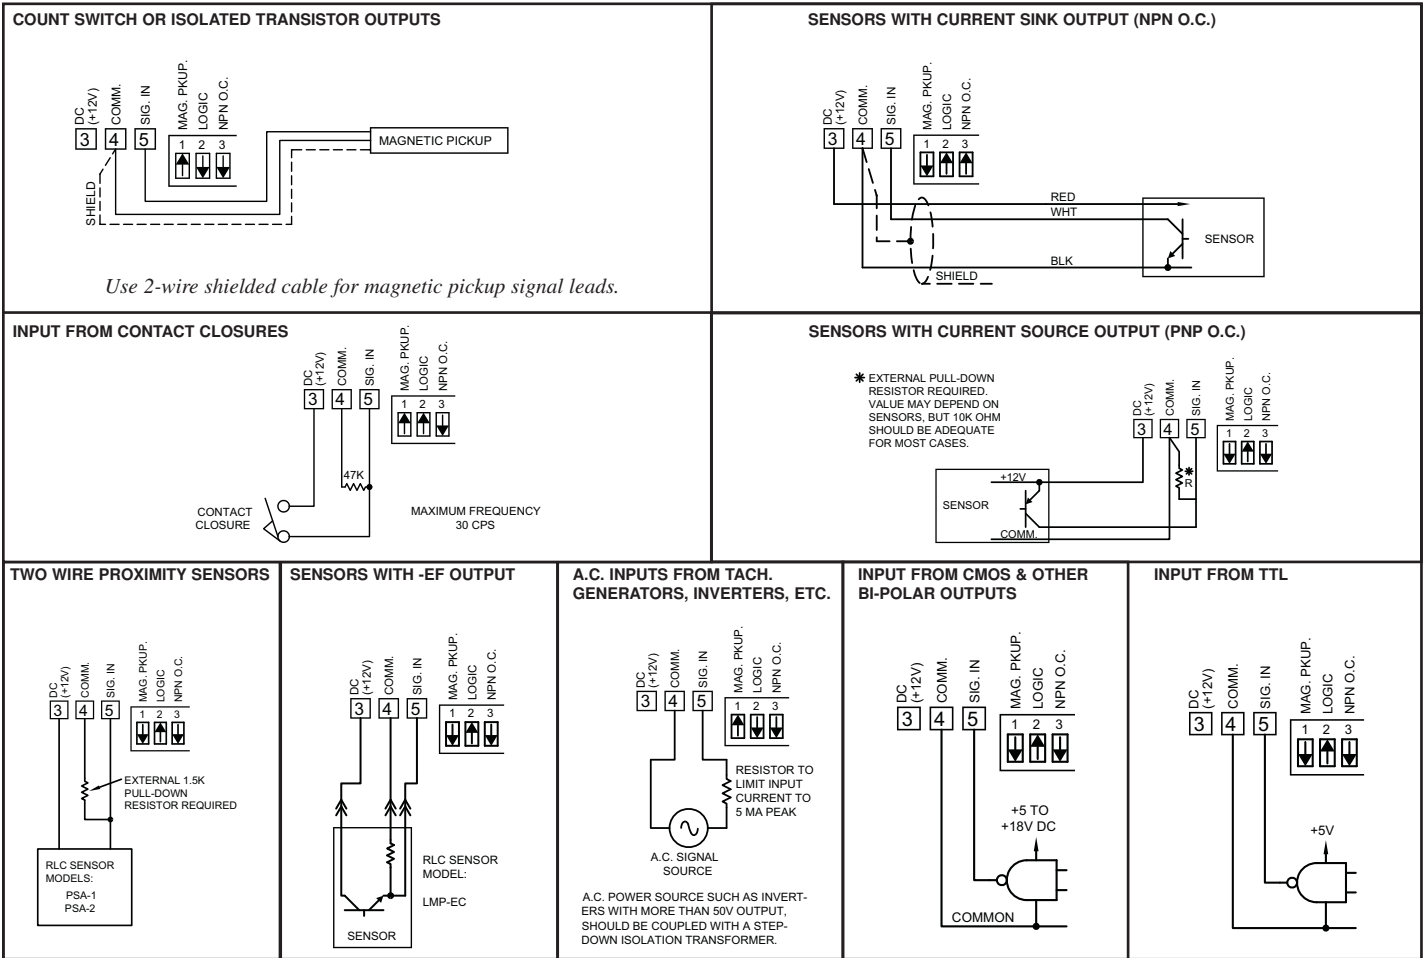 COUNT SWITCH OR ISOLATED TRANSISTOR OUTPUTS
DC
(+12V)
COMM.
SIG. IN
MAG. PKUP.
LOGIC
NPN O.C.
3
4
5
1 2 3
MAGNETIC PICKUP
SHIELD
Use 2-wire shielded cable for magnetic pickup signal leads.
SENSORS WITH CURRENT SINK OUTPUT (NPN O.C.)
DC
(+12V)
COMM.
SIG. IN
MAG. PKUP.
LOGIC
NPN O.C.
3
4
5
1 2 3
RED
WHT
SENSOR
BLK
SHIELD
INPUT FROM CONTACT CLOSURES
DC
(+12V)
COMM.
SIG. IN
MAG. PKUP.
LOGIC
NPN O.C.
3
4
5
1 2 3
47K
CONTACT
CLOSURE
MAXIMUM FREQUENCY
30 CPS
SENSORS WITH CURRENT SOURCE OUTPUT (PNP O.C.)
* EXTERNAL PULL-DOWN
RESISTOR REQUIRED.
VALUE MAY DEPEND ON
SENSORS, BUT 10K OHM
SHOULD BE ADEQUATE
FOR MOST CASES.
DC
(+12V)
COMM.
SIG. IN
MAG. PKUP.
LOGIC
NPN O.C.
3
4
5
1 2 3
*
R
+12V
SENSOR
COMM.
TWO WIRE PROXIMITY SENSORS
DC
(+12V)
COMM.
SIG. IN
MAG. PKUP.
LOGIC
NPN O.C.
3
4
5
1 2 3
EXTERNAL 1.5K
PULL-DOWN
RESISTOR REQUIRED
RLC SENSOR
MODELS:
PSA-1
PSA-2
SENSORS WITH -EF OUTPUT
DC
(+12V)
COMM.
SIG. IN
MAG. PKUP.
LOGIC
NPN O.C.
3
4
5
1 2 3
RLC SENSOR
MODEL:
LMP-EC
SENSOR
A.C. INPUTS FROM TACH.
GENERATORS, INVERTERS, ETC.
DC
(+12V)
COMM.
SIG. IN
MAG. PKUP.
LOGIC
NPN O.C.
3
4
5
1 2 3
RESISTOR TO
LIMIT INPUT
CURRENT TO
5 MA PEAK
A.C. SIGNAL
SOURCE
A.C. POWER SOURCE SUCH AS INVERT-
ERS WITH MORE THAN 50V OUTPUT,
SHOULD BE COUPLED WITH A STEP-
DOWN ISOLATION TRANSFORMER.
INPUT FROM CMOS & OTHER
BI-POLAR OUTPUTS
DC
(+12V)
COMM.
SIG. IN
MAG. PKUP.
LOGIC
NPN O.C.
3
4
5
1 2 3
+5 TO
+18V DC
COMMON
INPUT FROM TTL
DC
(+12V)
COMM.
SIG. IN
MAG. PKUP.
LOGIC
NPN O.C.
3
4
5
1 2 3
+5V